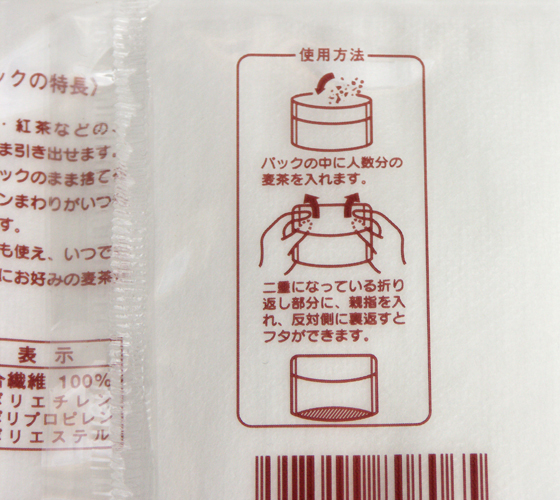 ックの特長）
・紅茶などの、
ま引き出せます。
ックのまま捨て
ンまわりがいつ
す。
も使え、いつで
にお好みの麦茶
表示
合繊維 100%
ポリエチレン
ポリプロピレン
ポリエステル
使用方法
パックの中に人数分の
麦茶を入れます。
二重になっている折り
返し部分に、親指を入
れ、反対側に裏返すと
フタができます。